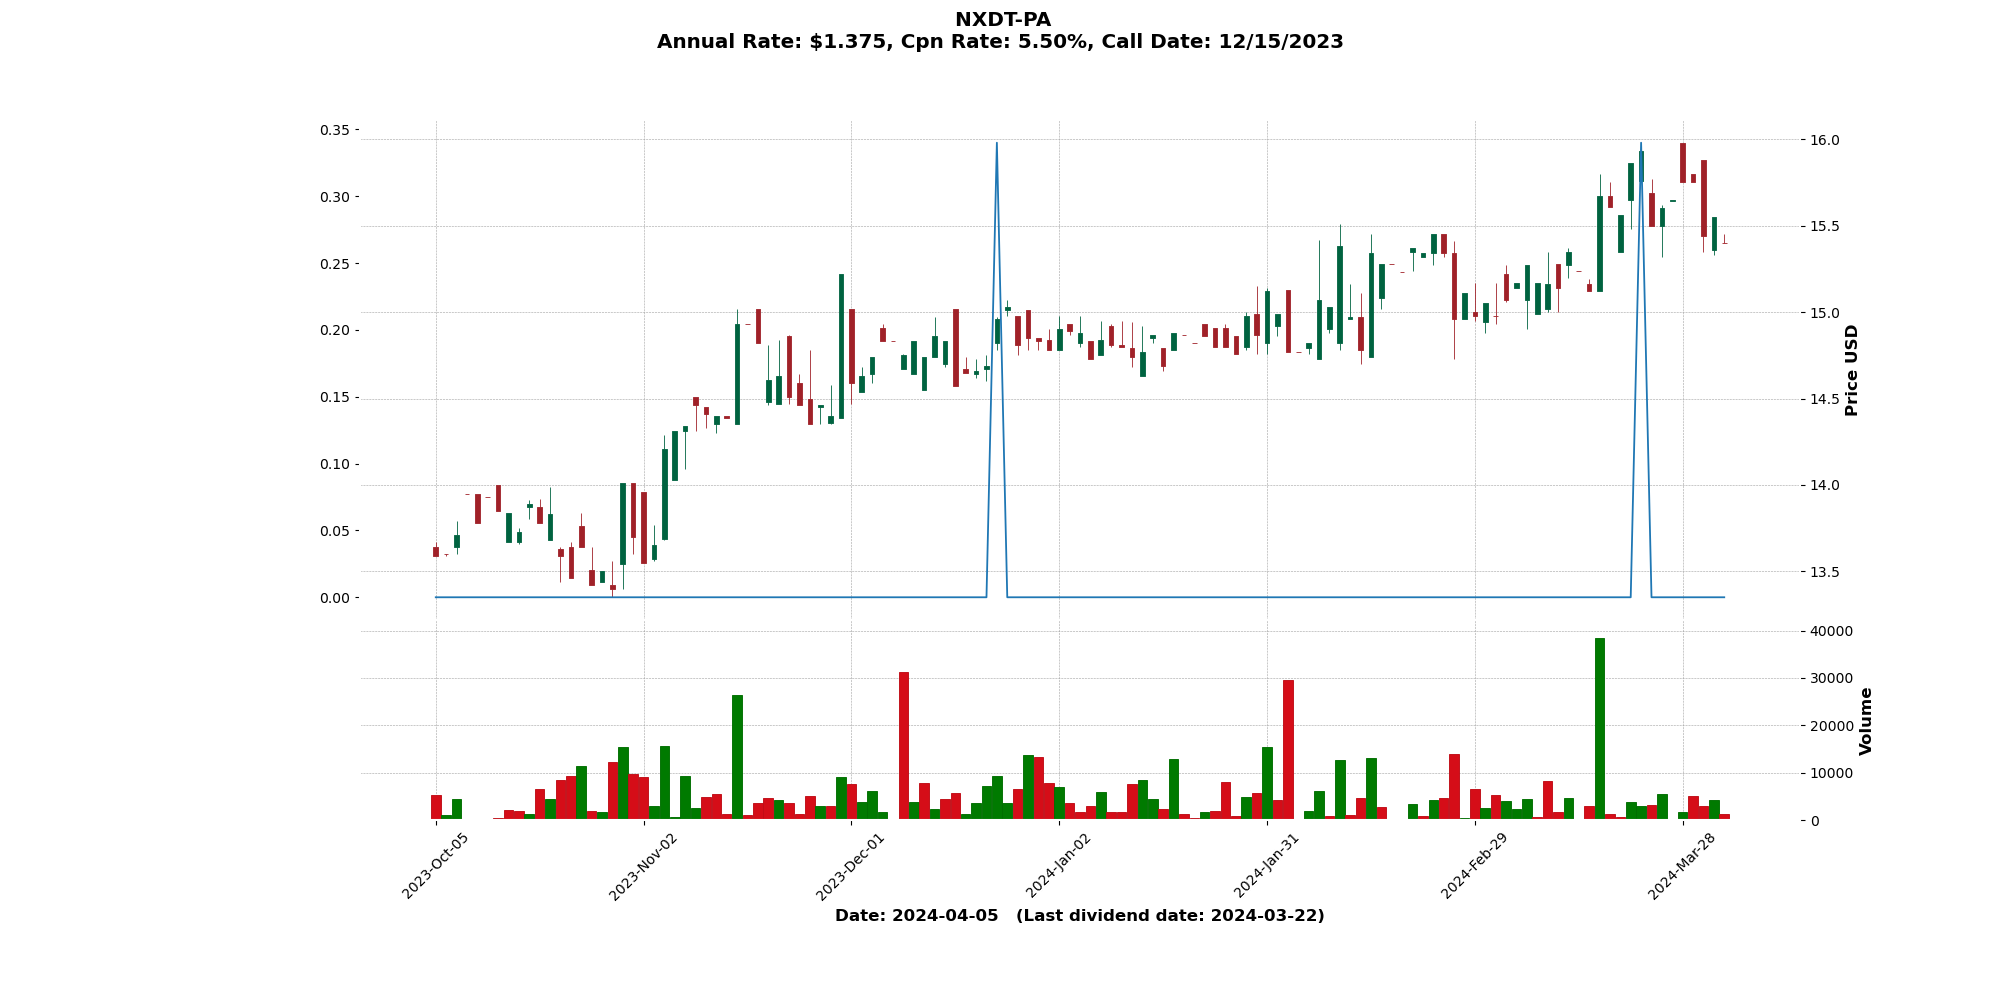 NXDT-PA
Annual Rate: $1.375, Cpn Rate: 5.50%, Call Date: 12/15/2023
0.35
0.30
0.25
0.20
0.15
0.10
0.05
0.00
16.0
15.5
15.0
14.5
14.0
13.5
Price USD
40000
30000
20000
10000
0
Volume
2023-Oct-05
2023-Nov-02
2023-Dec-01
2024-Jan-02
2024-Jan-31
2024-Feb-29
2024-Mar-28
Date: 2024-04-05   (Last dividend date: 2024-03-22)